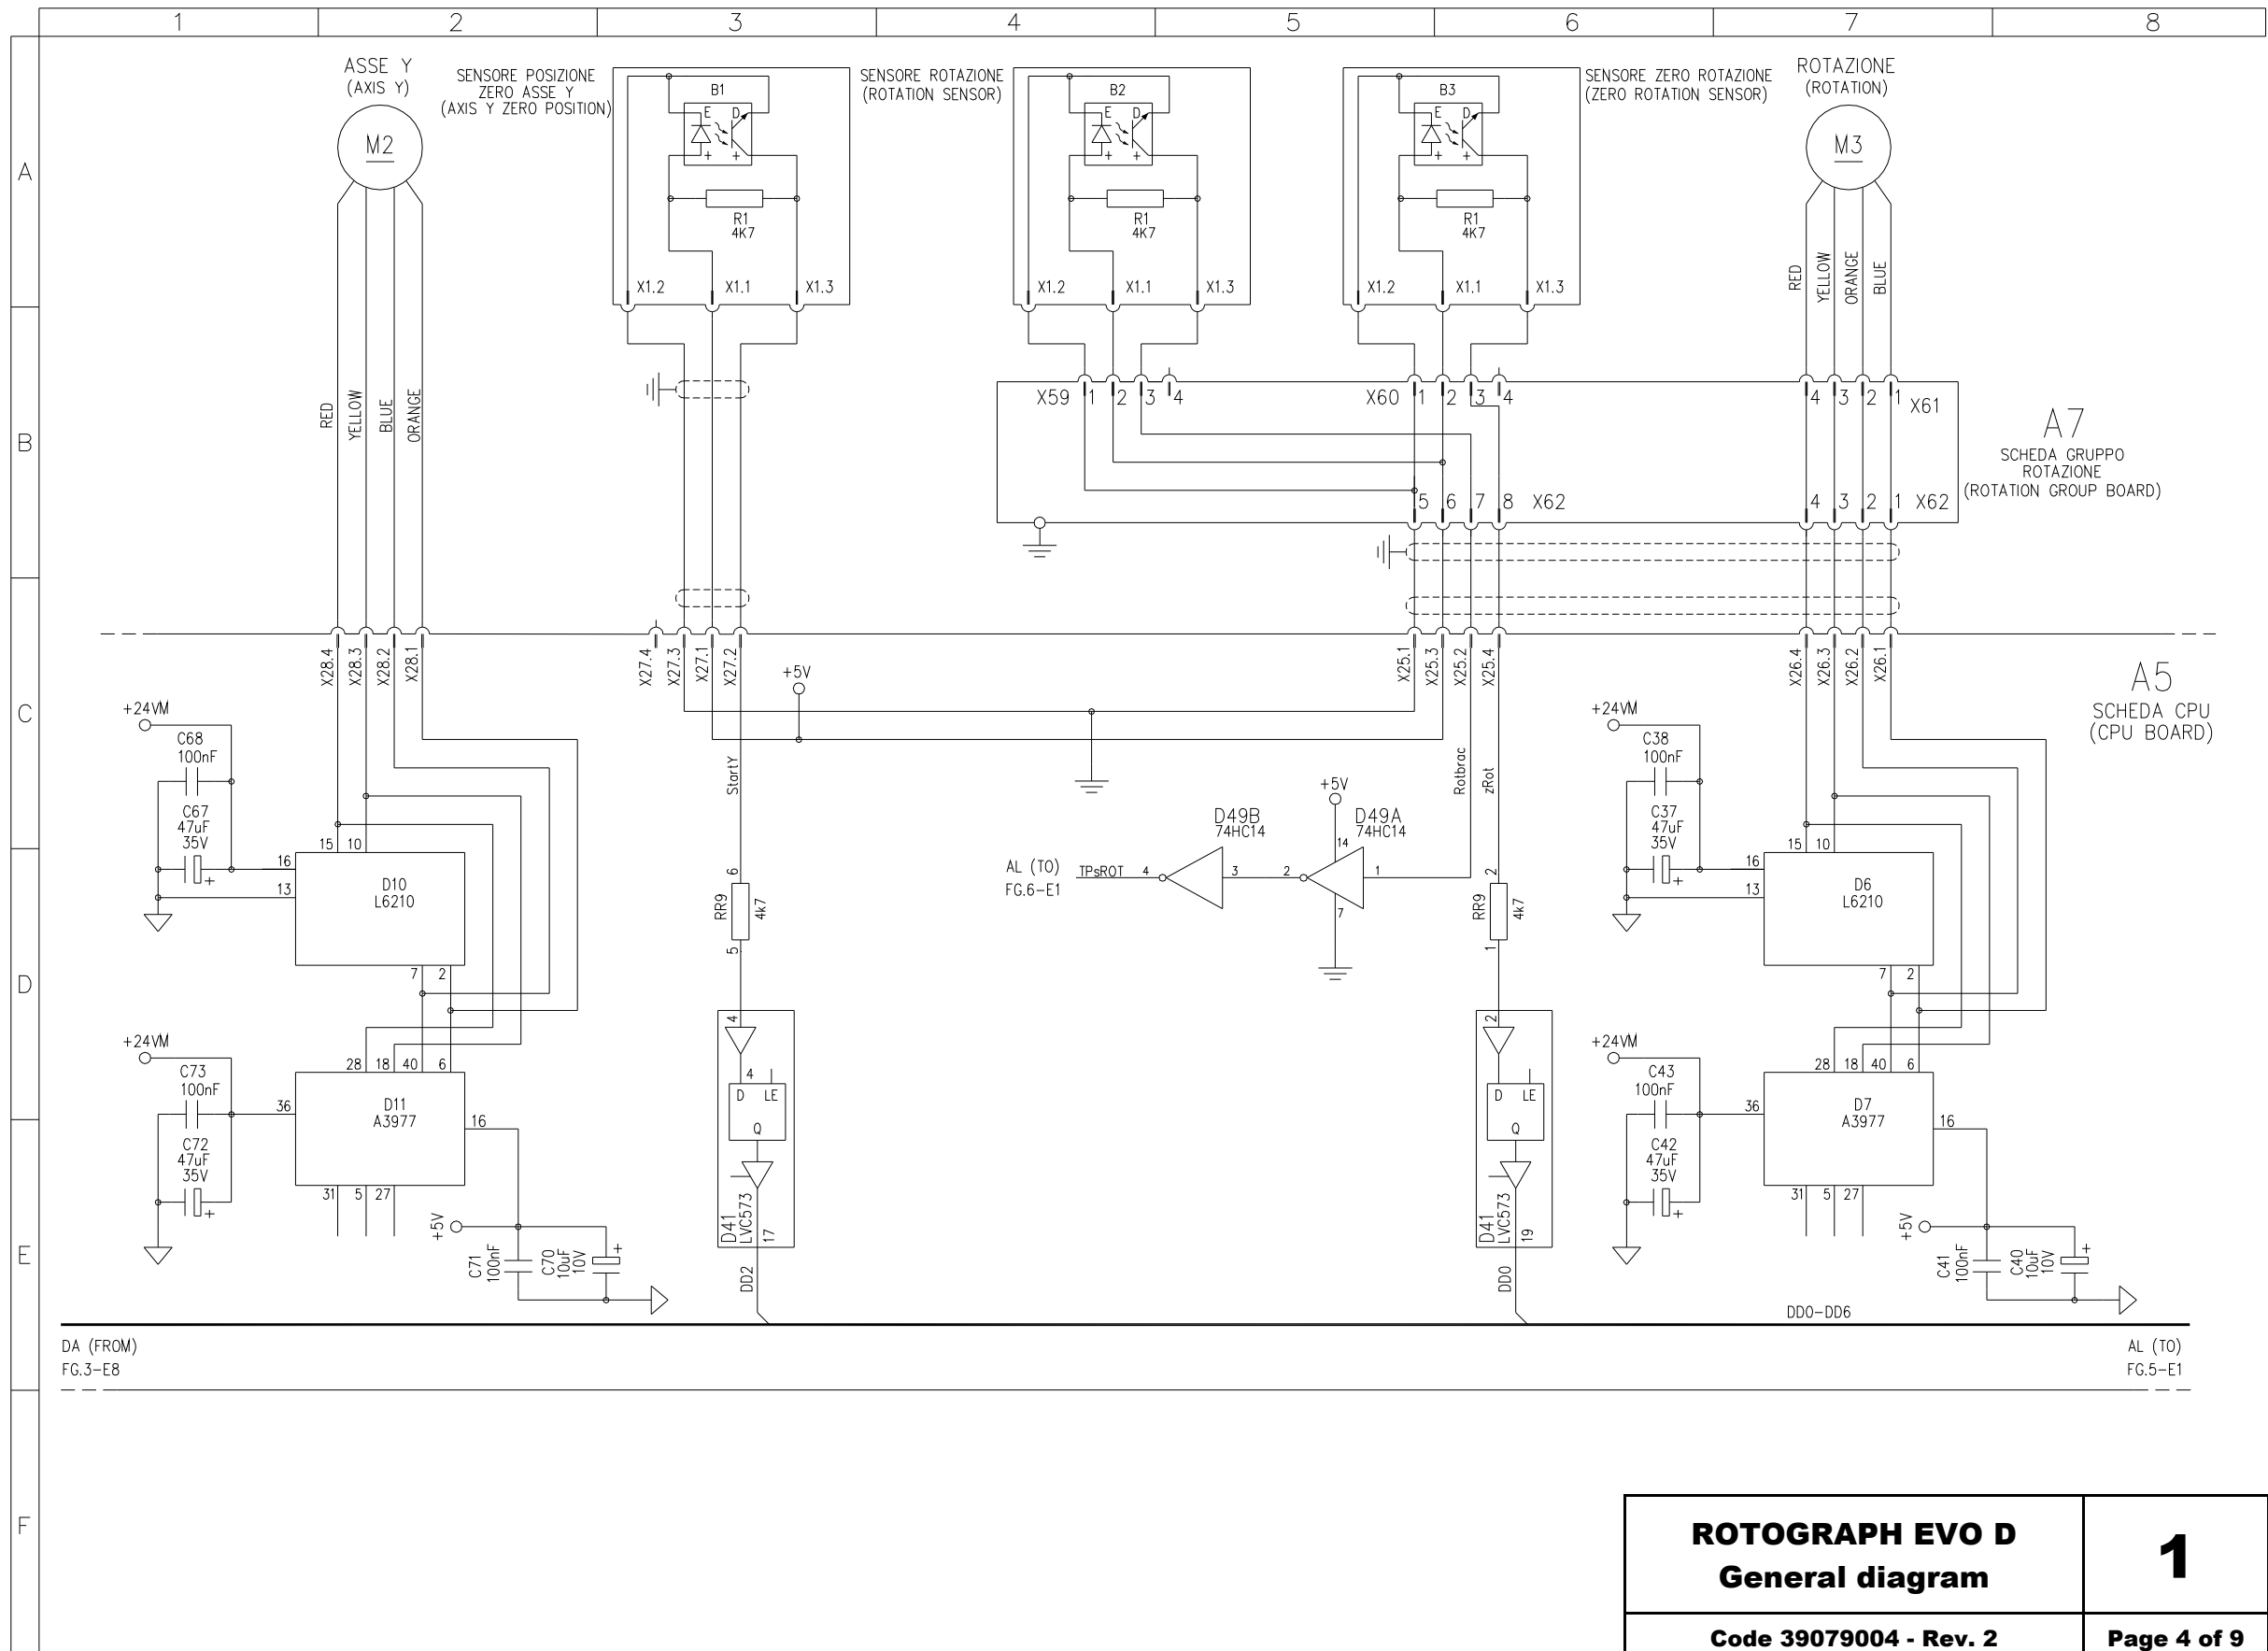 1 2 3 4 5 6 7 8
A
B
C
D
E
F
ASSE Y
(AXIS Y)
M2
SENSORE POSIZIONE
ZERO ASSE Y
(AXIS Y ZERO POSITION)
B1
E D
+ +
R1
4K7
X1.2 X1.1 X1.3
SENSORE ROTAZIONE
(ROTATION SENSOR)
B2
E D
+ +
R1
4K7
X1.2 X1.1 X1.3
B3
E D
+ +
R1
4K7
X1.2 X1.1 X1.3
SENSORE ZERO ROTAZIONE
(ZERO ROTATION SENSOR)
ROTAZIONE
(ROTATION)
M3
RED
YELLOW
ORANGE
BLUE
RED
YELLOW
BLUE
ORANGE
X59 1 2 3 4
X60 1 2 3 4
4 3 2 1 X61
5 6 7 8 X62
4 3 2 1 X62
A7
SCHEDA GRUPPO
ROTAZIONE
(ROTATION GROUP BOARD)
X28.4
X28.3
X28.2
X28.1
X27.4
X27.3
X27.1
X27.2
X25.1
X25.3
X25.2
X25.4
X26.4
X26.3
X26.2
X26.1
A5
SCHEDA CPU
(CPU BOARD)
+24VM
C68
100nF
C67
47uF
35V
+
15 10
16
13
D10
L6210
7 2
+24VM
C73
100nF
C72
47uF
35V
+
28 18 40 6
36
D11
A3977
16
31 5 27
+5V
C71
100nF
C70
10uF
10V
+
+5V
StartY
6
RR9
4k7
5
4
4
D LE
Q
D41
LVC573
17
DD2
AL (TO)
FG.6-E1
TPsROT
4
D49B
74HC14
3
2
+5V
D49A
74HC14
14
1
7
Rotbrac
zRot
2
RR9
4k7
1
2
D LE
Q
D41
LVC573
19
DD0
+24VM
C38
100nF
C37
47uF
35V
+
15 10
16
13
D6
L6210
7 2
+24VM
C43
100nF
C42
47uF
35V
+
28 18 40 6
36
D7
A3977
16
31 5 27
+5V
C41
100nF
C40
10uF
10V
+
DD0-DD6
DA (FROM)
FG.3-E8
AL (TO)
FG.5-E1
ROTOGRAPH EVO D
General diagram
1
Code 39079004 - Rev. 2
Page 4 of 9